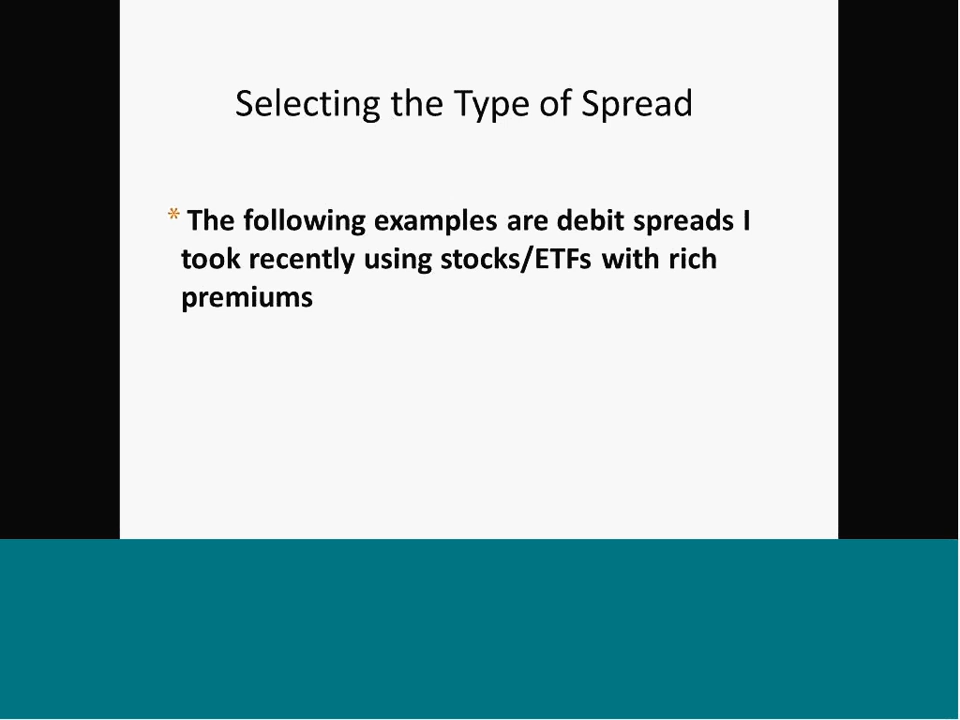 Selecting the Type of Spread
* The following examples are debit spreads I
took recently using stocks/ETFs with rich
premiums